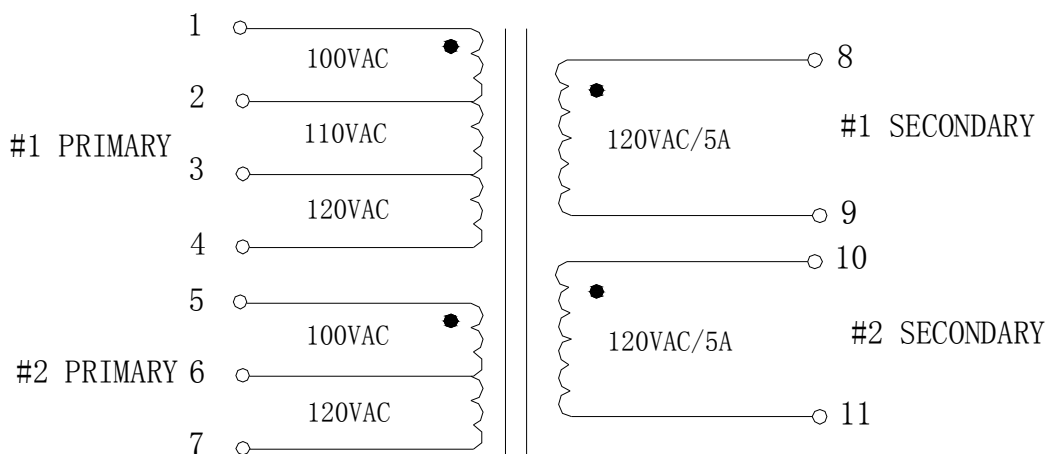 1
100VAC
2
110VAC
#1 PRIMARY
3
120VAC
4
5
100VAC
#2 PRIMARY 6
120VAC
7
8
120VAC/5A
#1 SECONDARY
9
10
120VAC/5A
#2 SECONDARY
11